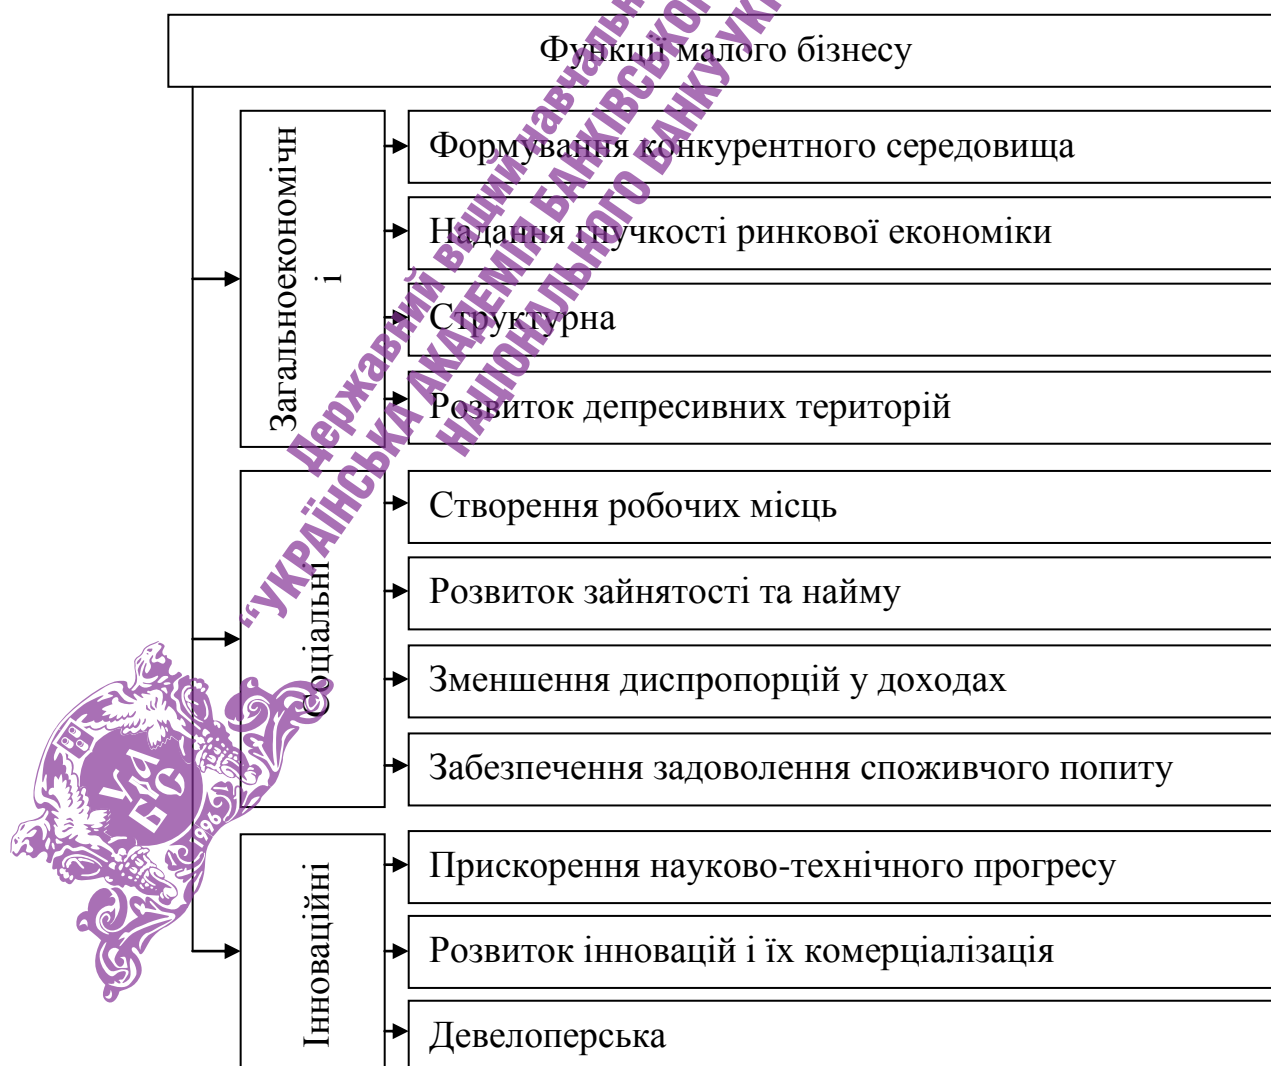 Функції малого бізнесу
Загальноекономічн
і
Формування конкурентного середовища
Надання гнучкості ринкової економіки
Структурна
Розвиток депресивних територій
Соціальні
Створення робочих місць
Розвиток зайнятості та найму
Зменшення диспропорцій у доходах
Забезпечення задоволення споживчого попиту
Інноваційні
Прискорення науково-технічного прогресу
Розвиток інновацій і їх комерціалізація
Девелоперська
Державний вищий навчальн
“УКРАЇНСЬКА АКАДЕМІЯ БАНКІВСЬКОЇ
НАЦІОНАЛЬНОГО БАНКУ УКР
УА
БС
1996